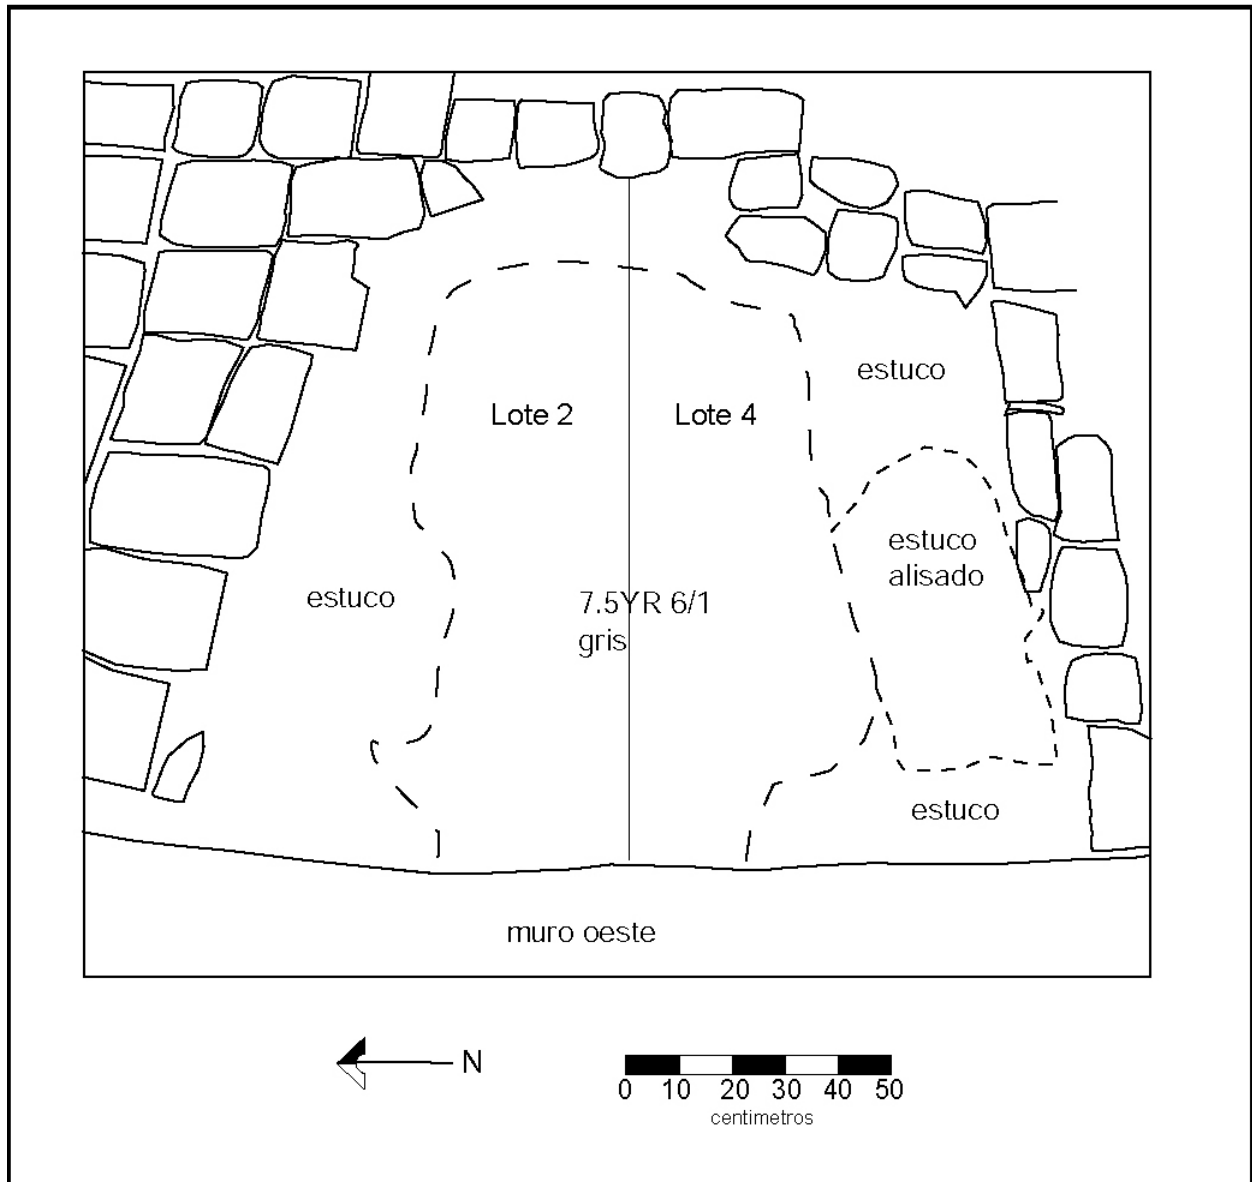 estuco
Lote 2
Lote 4
estuco
alisado
estuco
7.5YR 6/1
gris
estuco
muro oeste
N
0 10 20 30 40 50
centimetros